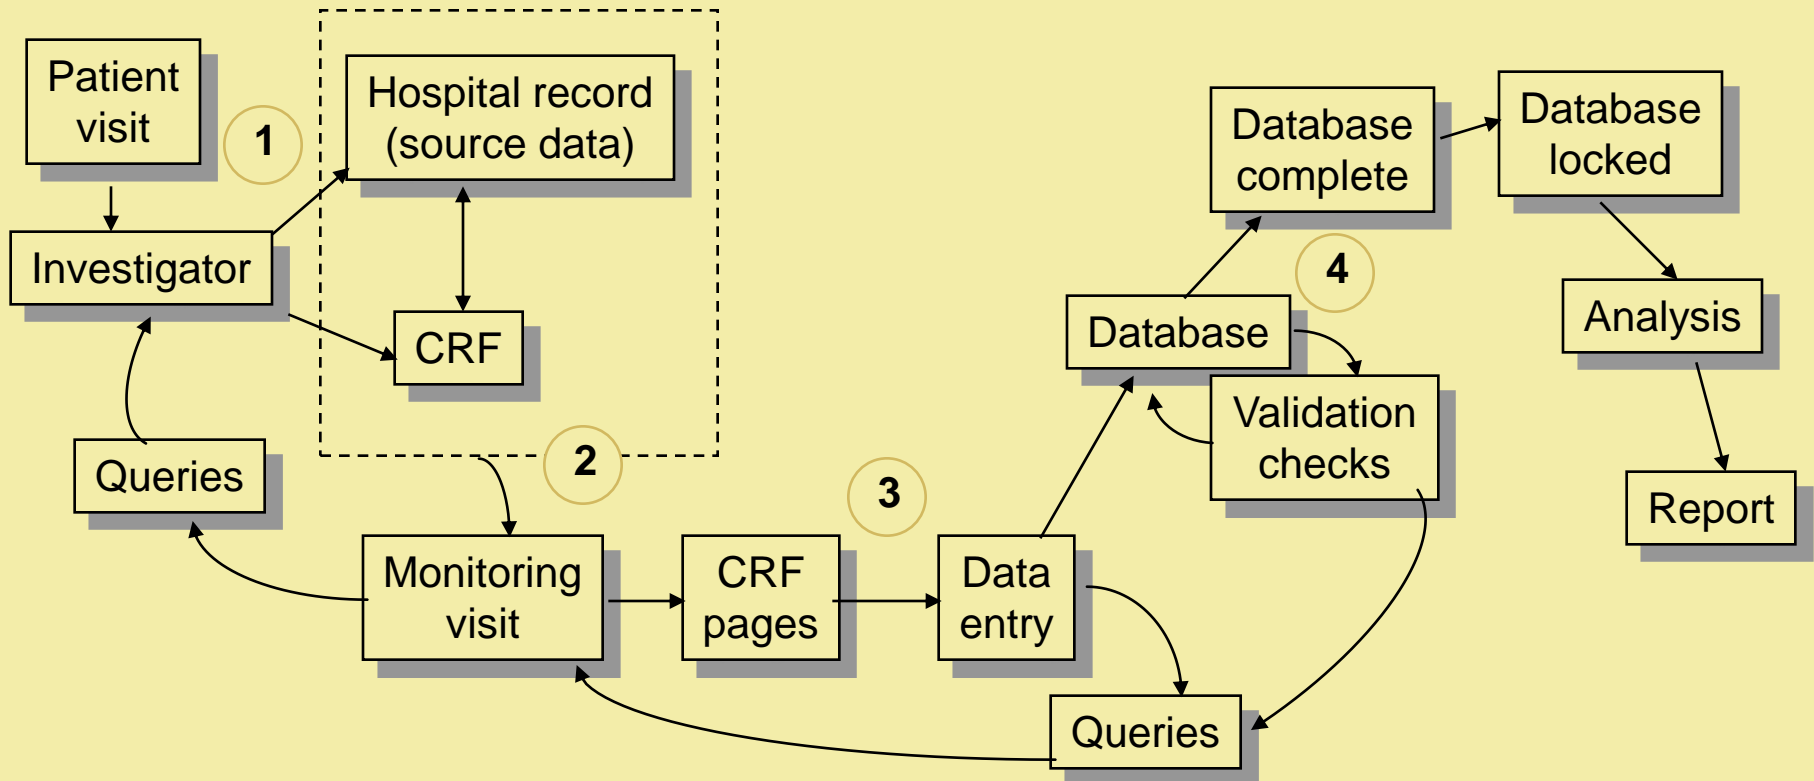 Patient
visit
1
Hospital record
(source data)
Investigator
CRF
Queries
2
Monitoring
visit
CRF
pages
3
Data
entry
Queries
Database
Validation
checks
4
Database
complete
Database
locked
Analysis
Report